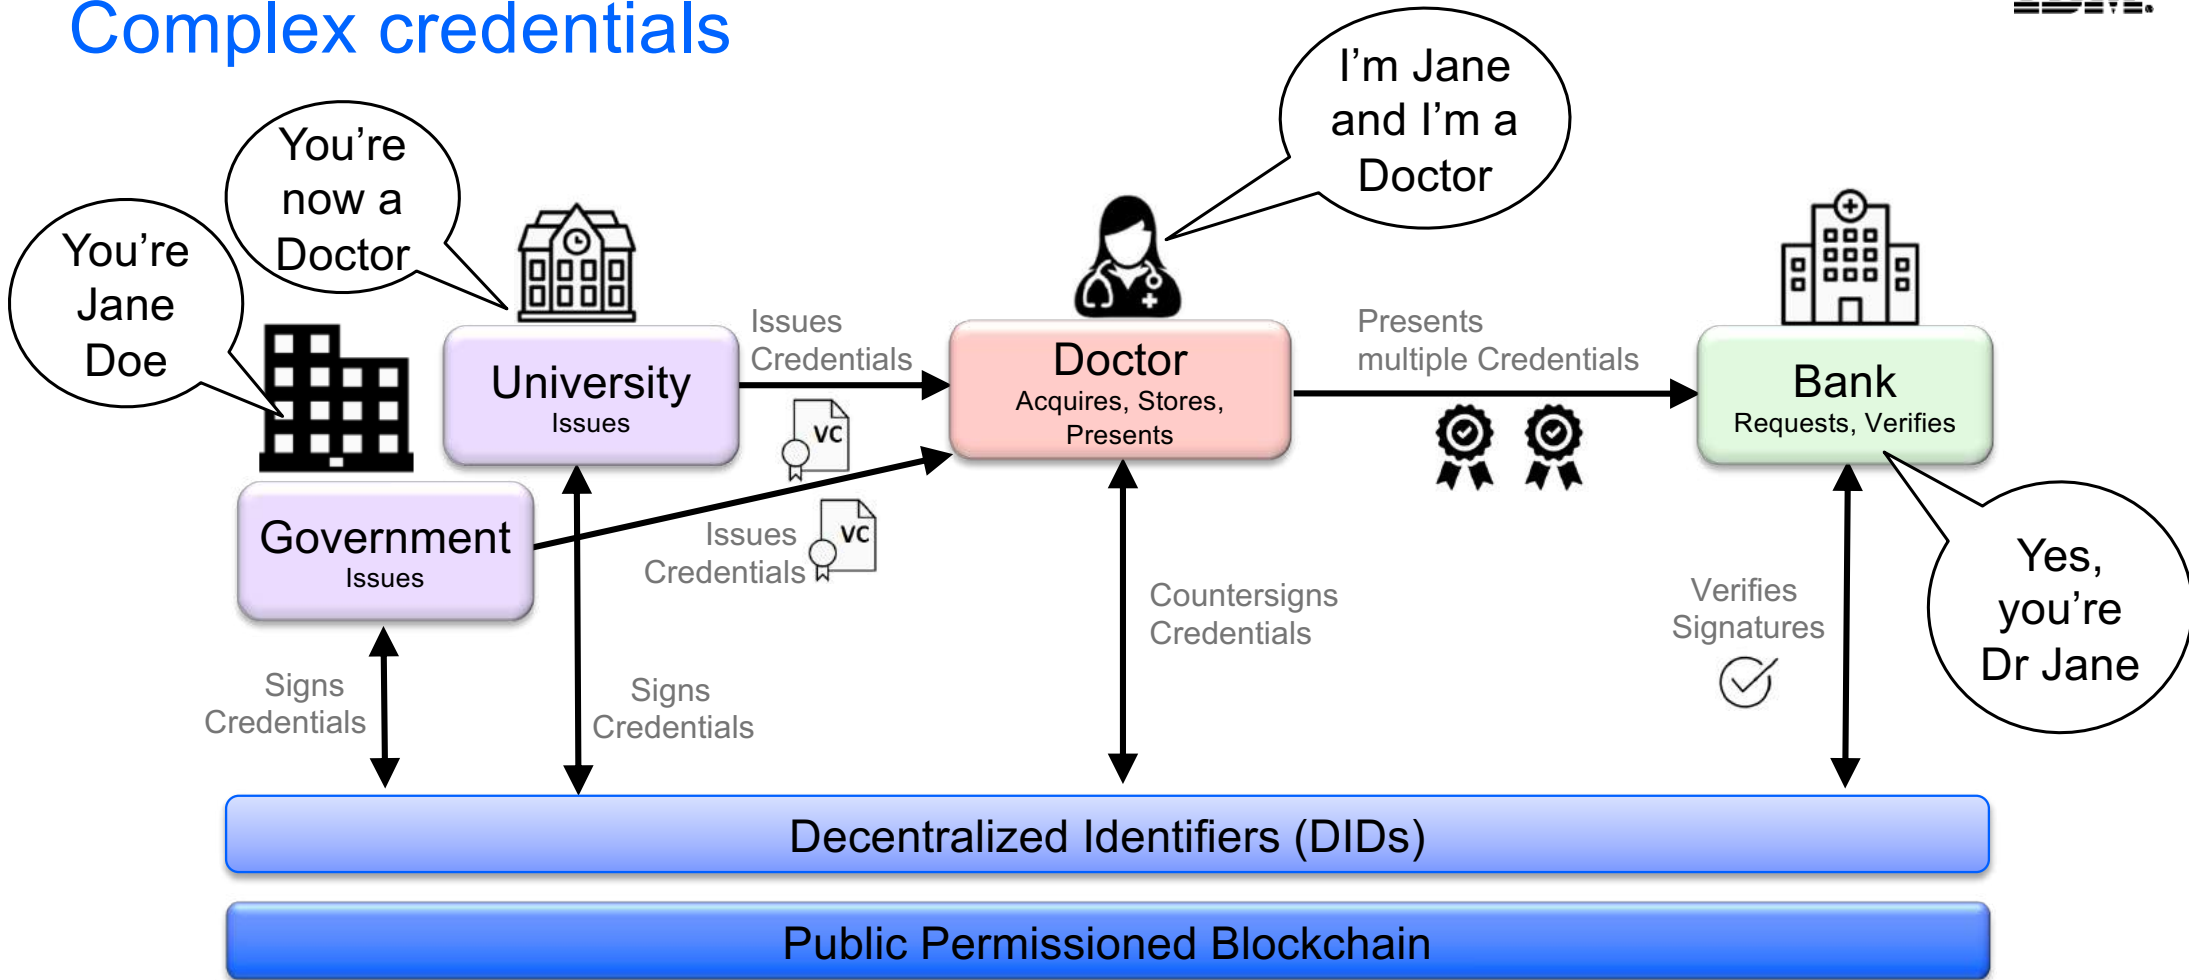 Complex credentials
You're
Jane
Doe
You're
now a
Doctor
I'm Jane
and I'm a
Doctor
University
Issues
Issues
Credentials
VC
Doctor
Acquires, Stores,
Presents
Presents
multiple Credentials
Bank
Requests, Verifies
Government
Issues
Issues
Credentials
VC
Signs
Credentials
Signs
Credentials
Countersigns
Credentials
Verifies
Signatures
Yes,
you're
Dr Jane
Decentralized Identifiers (DIDs)
Public Permissioned Blockchain